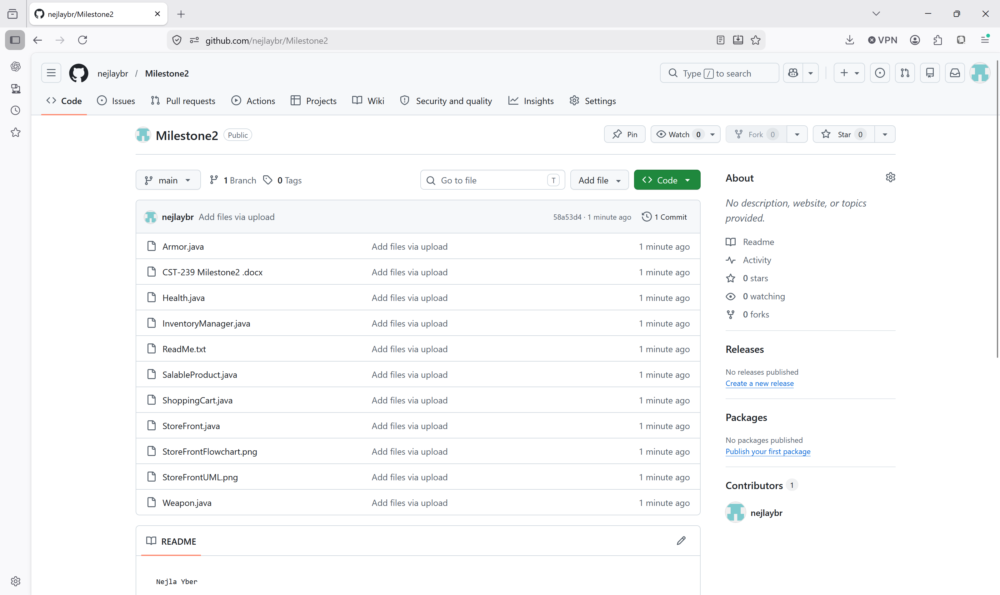 nejlaybr/Milestone2
github.com/nejlaybr/Milestone2
VPN
nejlaybr / Milestone2
Type / to search
Code
Issues
Pull requests
Actions
Projects
Wiki
Security and quality
Insights
Settings
Milestone2 Public
Pin
Watch 0
Fork 0
Star 0
main
1 Branch
0 Tags
Go to file T
Add file
Code
nejlaybr Add files via upload 58a53d4 · 1 minute ago 1 Commit
Armor.java Add files via upload 1 minute ago
CST-239 Milestone2 .docx Add files via upload 1 minute ago
Health.java Add files via upload 1 minute ago
InventoryManager.java Add files via upload 1 minute ago
ReadMe.txt Add files via upload 1 minute ago
SalableProduct.java Add files via upload 1 minute ago
ShoppingCart.java Add files via upload 1 minute ago
StoreFront.java Add files via upload 1 minute ago
StoreFrontFlowchart.png Add files via upload 1 minute ago
StoreFrontUML.png Add files via upload 1 minute ago
Weapon.java Add files via upload 1 minute ago
README
Nejla Yber
About
No description, website, or topics
provided.
Readme
Activity
0 stars
0 watching
0 forks
Releases
No releases published
Create a new release
Packages
No packages published
Publish your first package
Contributors 1
nejlaybr